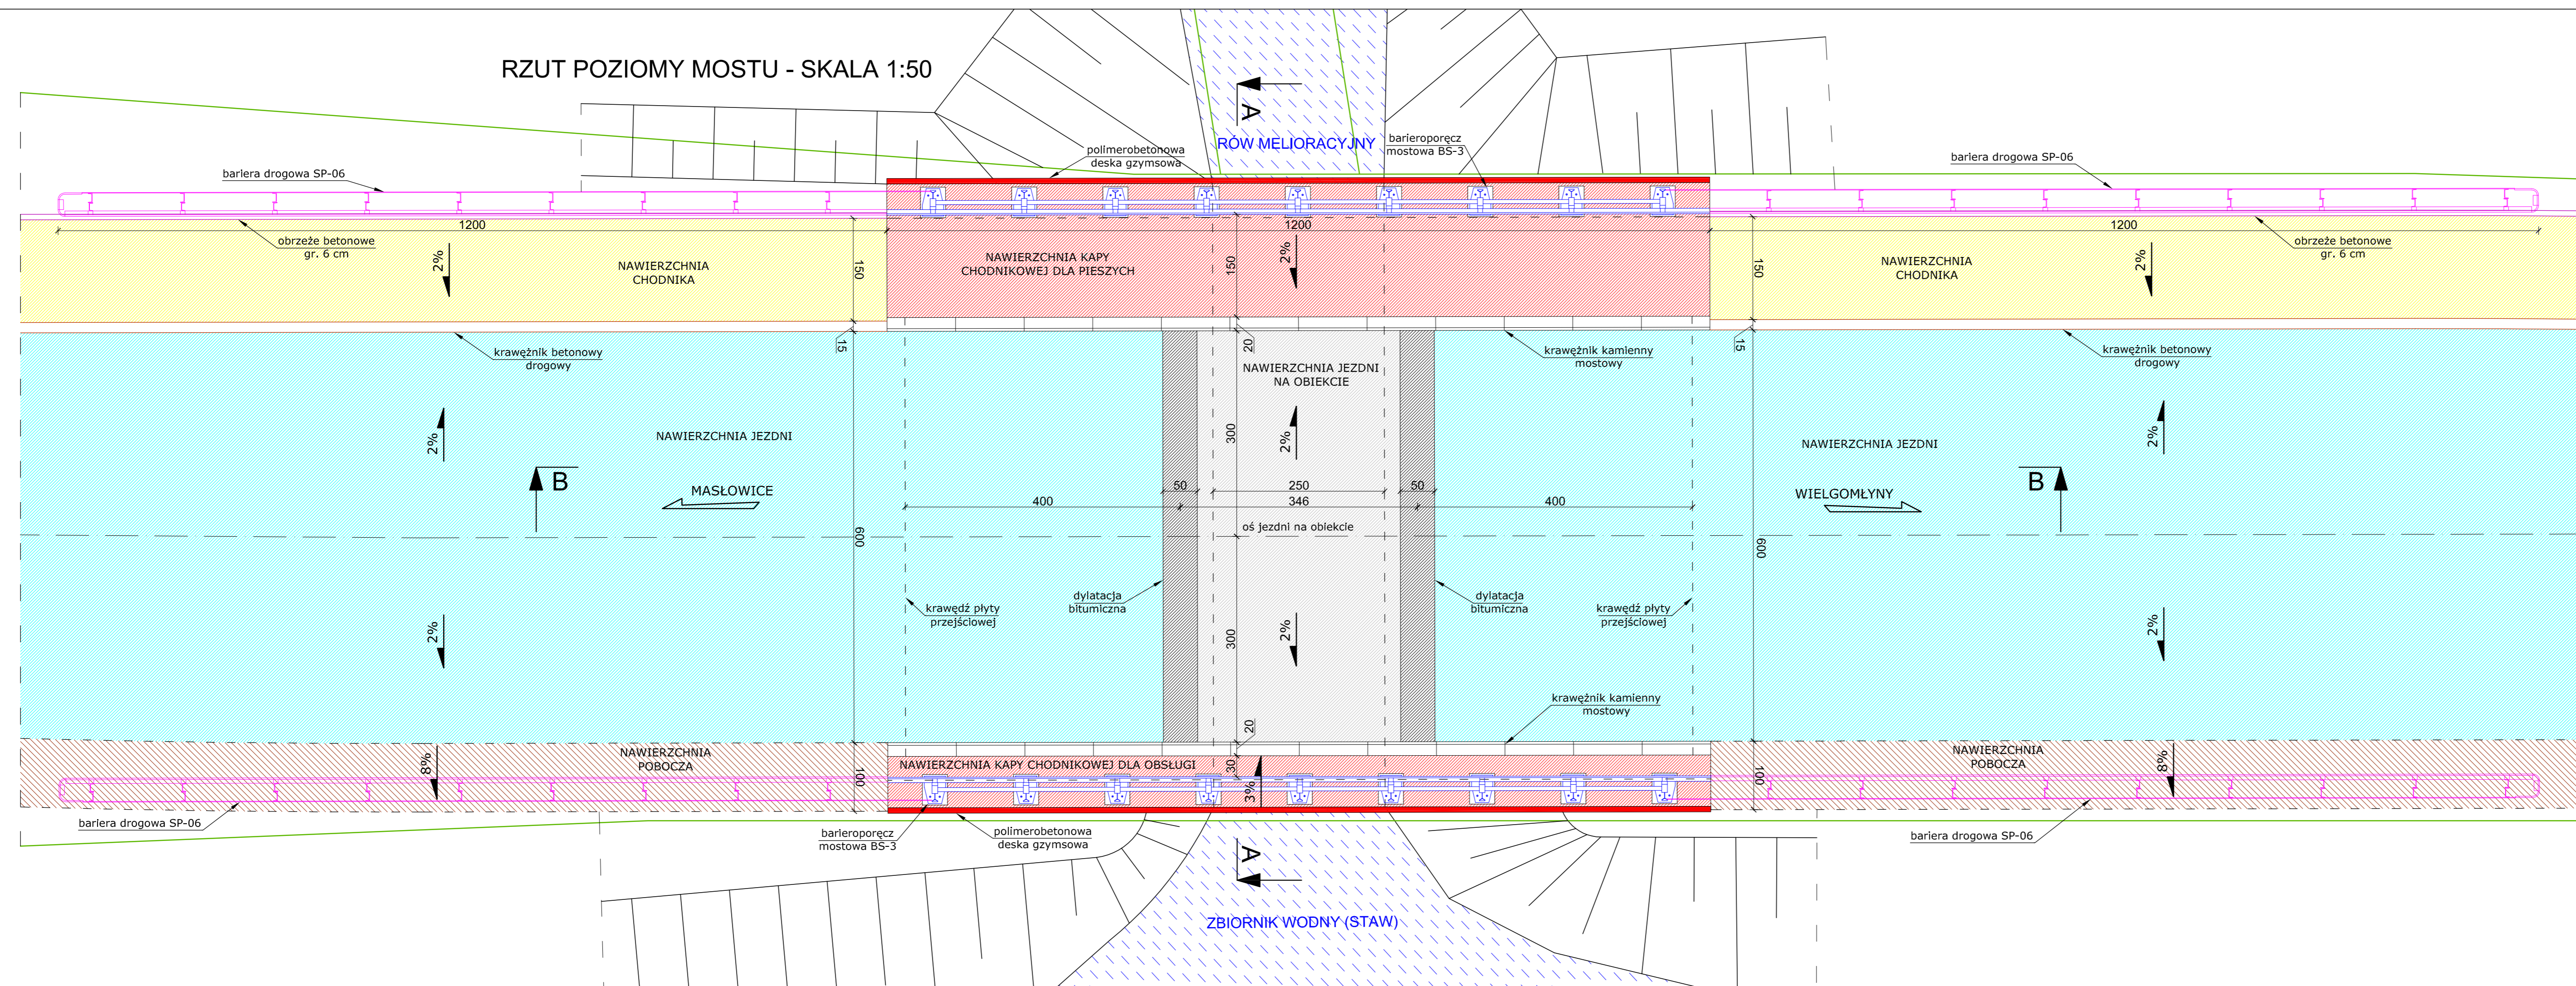 RZUT POZIOMY MOSTU - SKALA 1:50
A
RÓW MELIORACYJNY
barieroporęcz
mostowa BS-3
polimerobetonowa
deska gzymsowa
bariera drogowa SP-06
bariera drogowa SP-06
1200
1200
1200
obrzeże betonowe
gr. 6 cm
2%
NAWIERZCHNIA
CHODNIKA
150
NAWIERZCHNIA KAPY
CHODNIKOWEJ DLA PIESZYCH
150
2%
150
NAWIERZCHNIA
CHODNIKA
2%
obrzeże betonowe
gr. 6 cm
krawężnik betonowy
drogowy
15
20
krawężnik kamienny
mostowy
15
krawężnik betonowy
drogowy
NAWIERZCHNIA JEZDNI
NA OBIEKCIE
2%
NAWIERZCHNIA JEZDNI
300
2%
NAWIERZCHNIA JEZDNI
2%
B
MASŁOWICE
50
250
50
400
346
400
WIELGOMŁYNY
B
oś jezdni na obiekcie
600
600
krawędź płyty
przejściowej
dylatacja
bitumiczna
dylatacja
bitumiczna
krawędź płyty
przejściowej
2%
300
2%
2%
krawężnik kamienny
mostowy
20
NAWIERZCHNIA
POBOCZA
8%
100
NAWIERZCHNIA KAPY CHODNIKOWEJ DLA OBSŁUGI
30
3%
100
NAWIERZCHNIA
POBOCZA
8%
bariera drogowa SP-06
barieroporęcz
mostowa BS-3
polimerobetonowa
deska gzymsowa
A
bariera drogowa SP-06
ZBIORNIK WODNY (STAW)